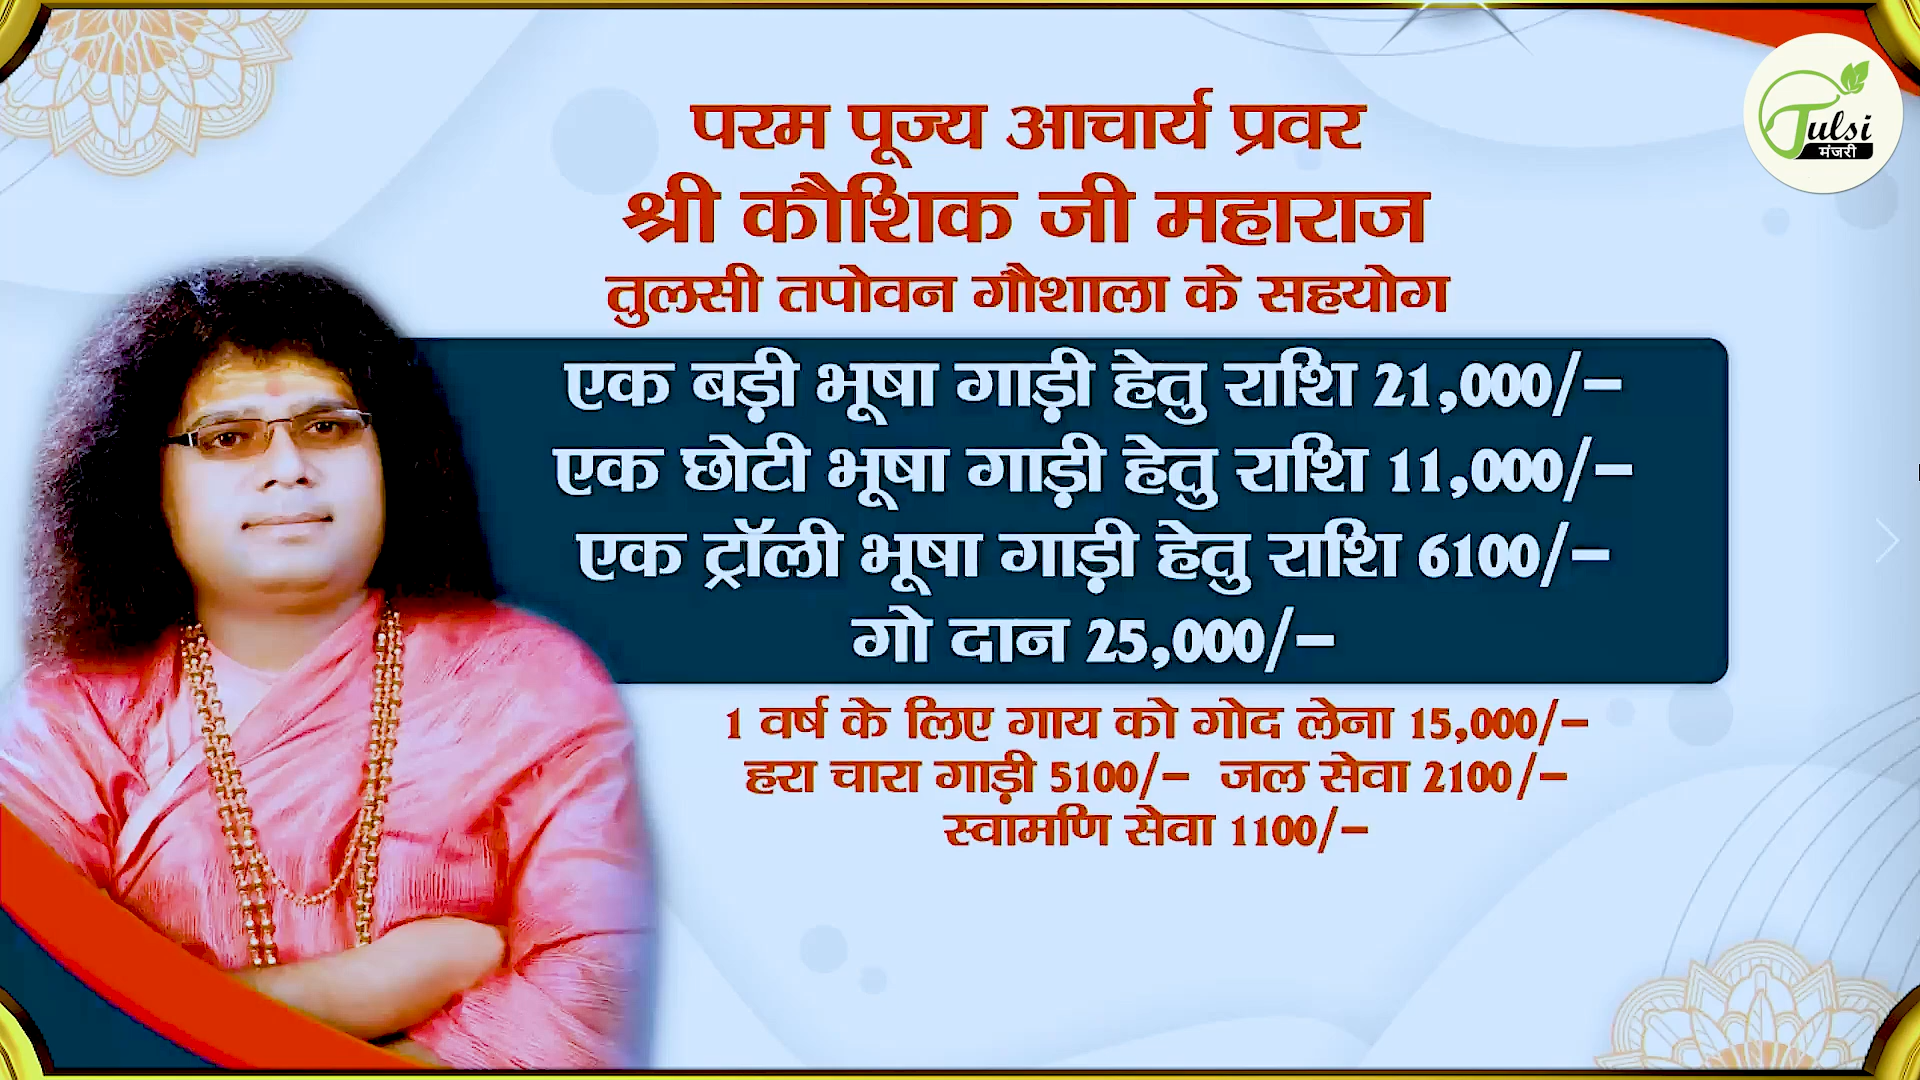 Tulsi
मंजरी
परम पूज्य आचार्य प्रवर
श्री कौशिक जी महाराज
तुलसी तपोवन गौशाला के सहयोग
एक बड़ी भूषा गाड़ी हेतु राशि 21,000/-
एक छोटी भूषा गाड़ी हेतु राशि 11,000/-
एक ट्रॉली भूषा गाड़ी हेतु राशि 6100/-
गो दान 25,000/-
1 वर्ष के लिए गाय को गोद लेना 15,000/-
हरा चारा गाड़ी 5100/- जल सेवा 2100/-
स्वामणि सेवा 1100/-